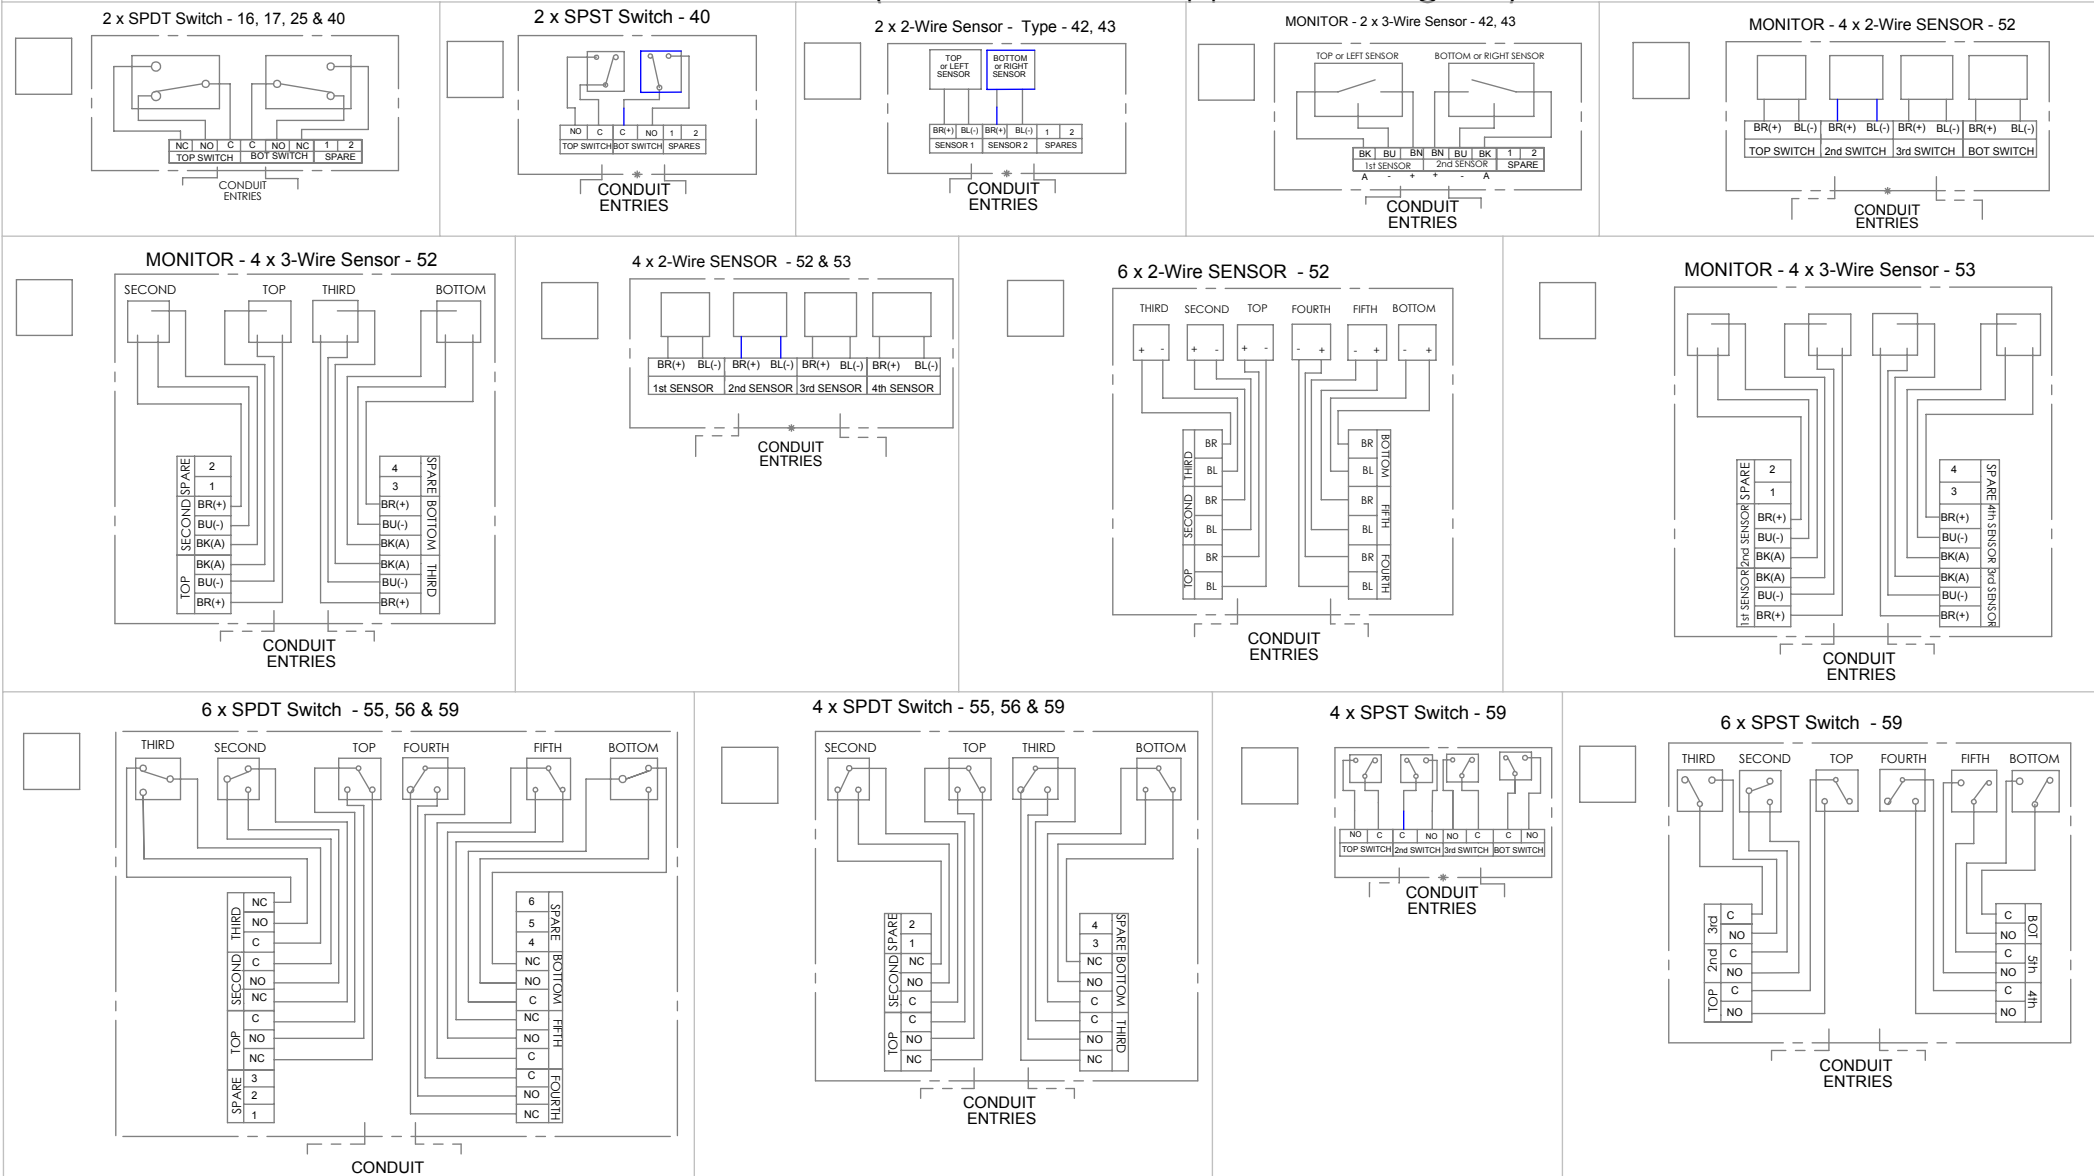 2 x SPDT Switch - 16, 17, 25 & 40
NC NO C C NO NC 1 2
TOP SWITCH BOT SWITCH SPARE
CONDUIT
ENTRIES
2 x SPST Switch - 40
NO C C NO 1 2
TOP SWITCH BOT SWITCH SPARES
CONDUIT
ENTRIES
2 x 2-Wire Sensor - Type - 42, 43
TOP
or LEFT
SENSOR
BOTTOM
or RIGHT
SENSOR
BR(+) BL(-) BR(+) BL(-) 1 2
SENSOR 1 SENSOR 2 SPARES
CONDUIT
ENTRIES
MONITOR - 2 x 3-Wire Sensor - 42, 43
TOP or LEFT SENSOR BOTTOM or RIGHT SENSOR
BK BU BN BN BU BK 1 2
1st SENSOR 2nd SENSOR SPARE
A - + + - A
CONDUIT
ENTRIES
MONITOR - 4 x 2-Wire SENSOR - 52
BR(+) BL(-) BR(+) BL(-) BR(+) BL(-) BR(+) BL(-)
TOP SWITCH 2nd SWITCH 3rd SWITCH BOT SWITCH
CONDUIT
ENTRIES
MONITOR - 4 x 3-Wire Sensor - 52
SECOND TOP THIRD BOTTOM
SPARE
SECOND
TOP
2
1
BR(+)
BU(-)
BK(A)
BK(A)
BU(-)
BR(+)
4
3
BR(+)
BU(-)
BK(A)
BK(A)
BU(-)
BR(+)
SPARE
BOTTOM
THIRD
CONDUIT
ENTRIES
4 x 2-Wire SENSOR - 52 & 53
BR(+) BL(-) BR(+) BL(-) BR(+) BL(-) BR(+) BL(-)
1st SENSOR 2nd SENSOR 3rd SENSOR 4th SENSOR
CONDUIT
ENTRIES
6 x 2-Wire SENSOR - 52
THIRD SECOND TOP FOURTH FIFTH BOTTOM
+ - + - + - - + - + - +
THIRD
SECOND
TOP
BR
BL
BR
BL
BR
BL
BR
BL
BR
BL
BR
BL
BOTTOM
FIFTH
FOURTH
CONDUIT
ENTRIES
MONITOR - 4 x 3-Wire Sensor - 53
SPARE
2nd SENSOR
1st SENSOR
2
1
BR(+)
BU(-)
BK(A)
BK(A)
BU(-)
BR(+)
4
3
BR(+)
BU(-)
BK(A)
BK(A)
BU(-)
BR(+)
SPARE
4th SENSOR
3rd SENSOR
CONDUIT
ENTRIES
6 x SPDT Switch - 55, 56 & 59
THIRD SECOND TOP FOURTH FIFTH BOTTOM
THIRD
SECOND
TOP
SPARE
NC
NO
C
C
NO
NC
C
NO
NC
3
2
1
6
5
4
NC
NO
C
NC
NO
C
C
NO
NC
SPARE
BOTTOM
FIFTH
FOURTH
CONDUIT
4 x SPDT Switch - 55, 56 & 59
SECOND TOP THIRD BOTTOM
SPARE
SECOND
TOP
2
1
NC
NO
C
C
NO
NC
4
3
NC
NO
C
C
NO
NC
SPARE
BOTTOM
THIRD
CONDUIT
ENTRIES
4 x SPST Switch - 59
NO C C NO NO C C NO
TOP SWITCH 2nd SWITCH 3rd SWITCH BOT SWITCH
CONDUIT
ENTRIES
6 x SPST Switch - 59
THIRD SECOND TOP FOURTH FIFTH BOTTOM
3rd
2nd
TOP
C
NO
C
NO
C
NO
C
NO
C
NO
C
NO
BOT
5th
4th
CONDUIT
ENTRIES